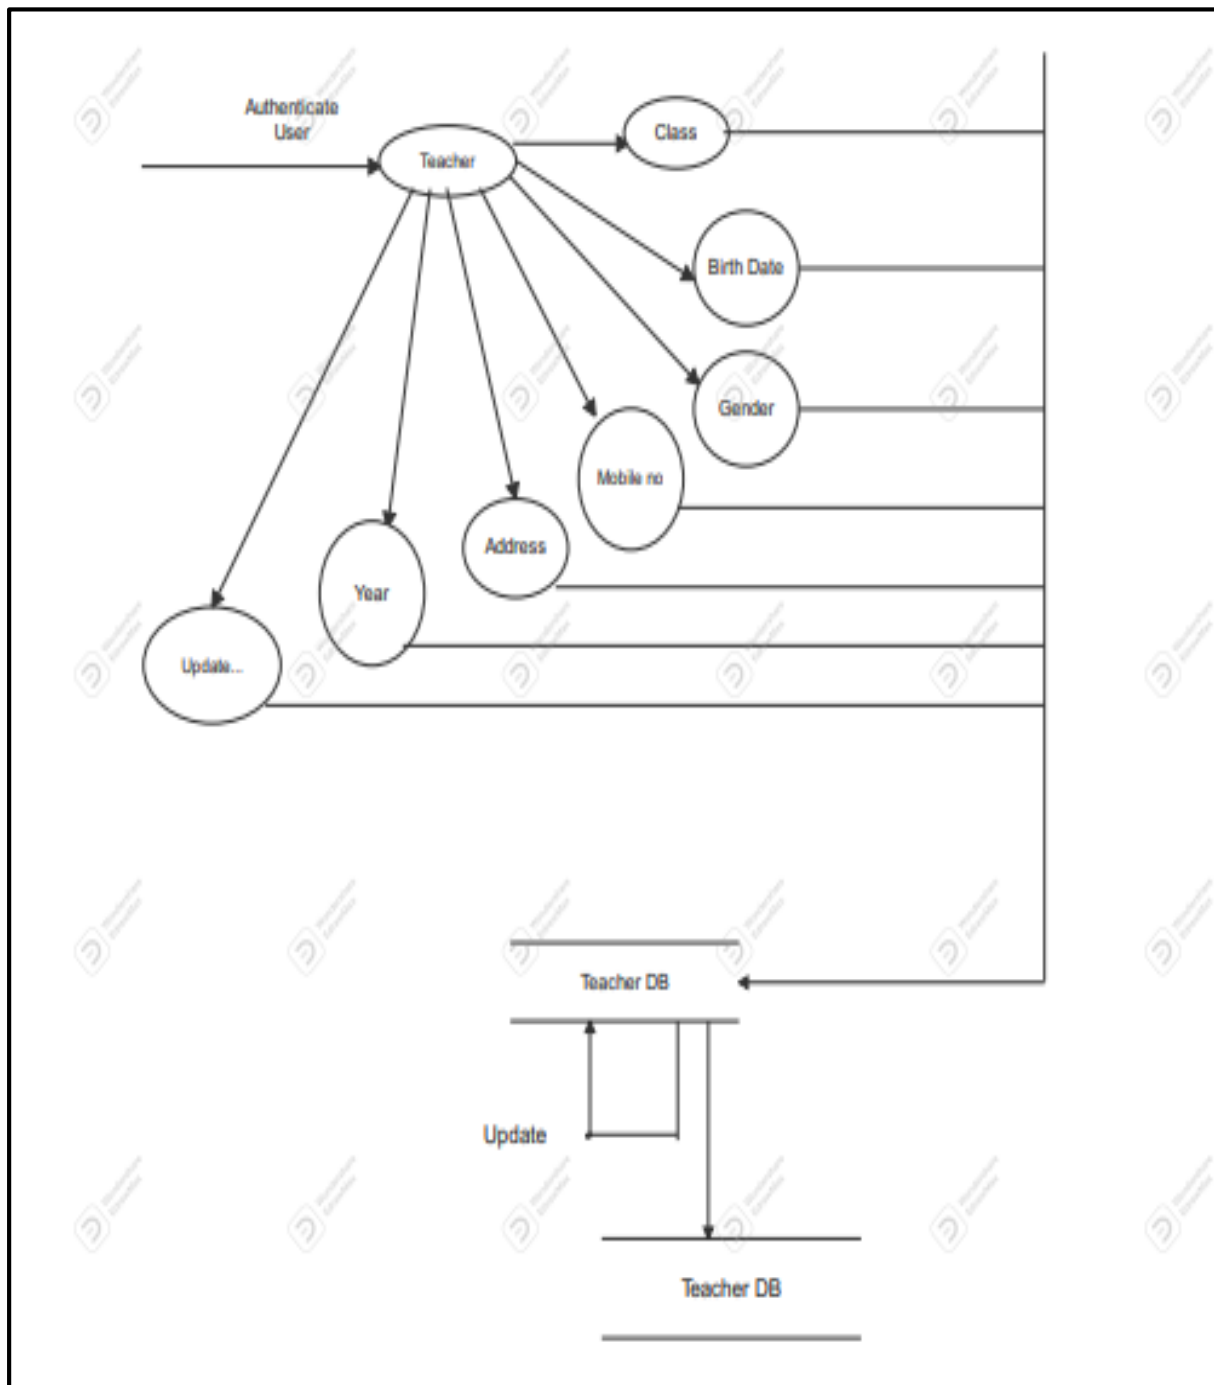 Authenticate
User
Teacher
Class
Birth Date
Gender
Mobile no
Address
Year
Update...
Teacher DB
Update
Teacher DB